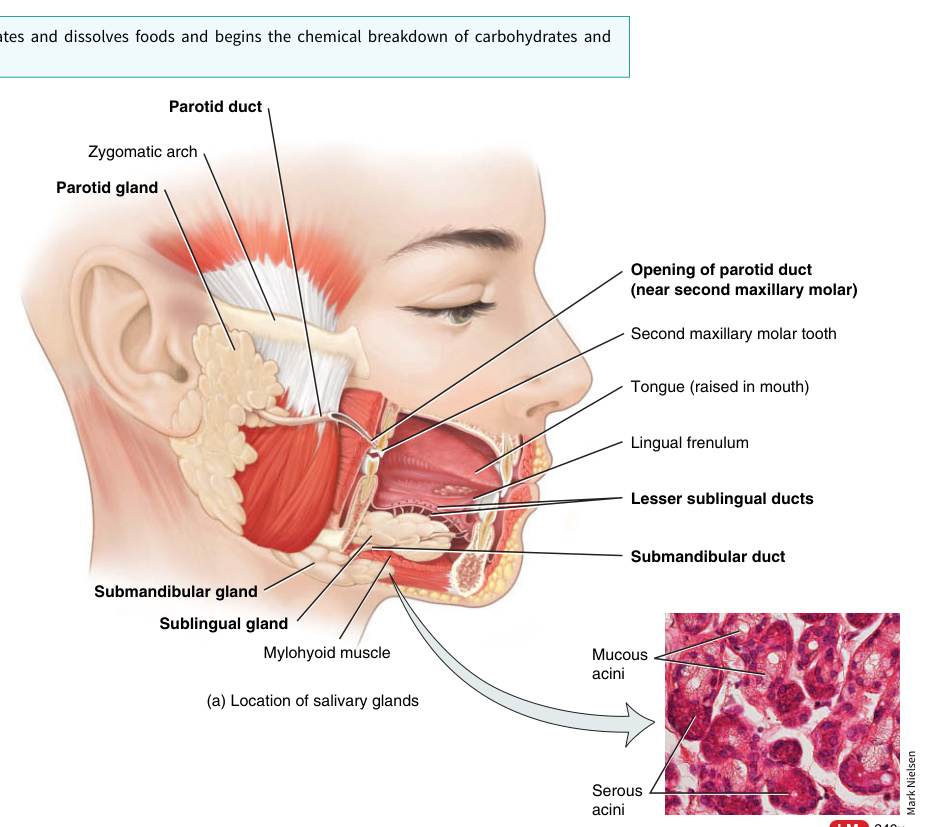 ates and dissolves foods and begins the chemical breakdown of carbohydrates and
Parotid duct
Zygomatic arch
Parotid gland
Opening of parotid duct
(near second maxillary molar)
Second maxillary molar tooth
Tongue (raised in mouth)
Lingual frenulum
Lesser sublingual ducts
Submandibular duct
Submandibular gland
Sublingual gland
Mylohyoid muscle
(a) Location of salivary glands
Mucous
acini
Serous
acini
Mark Nielsen